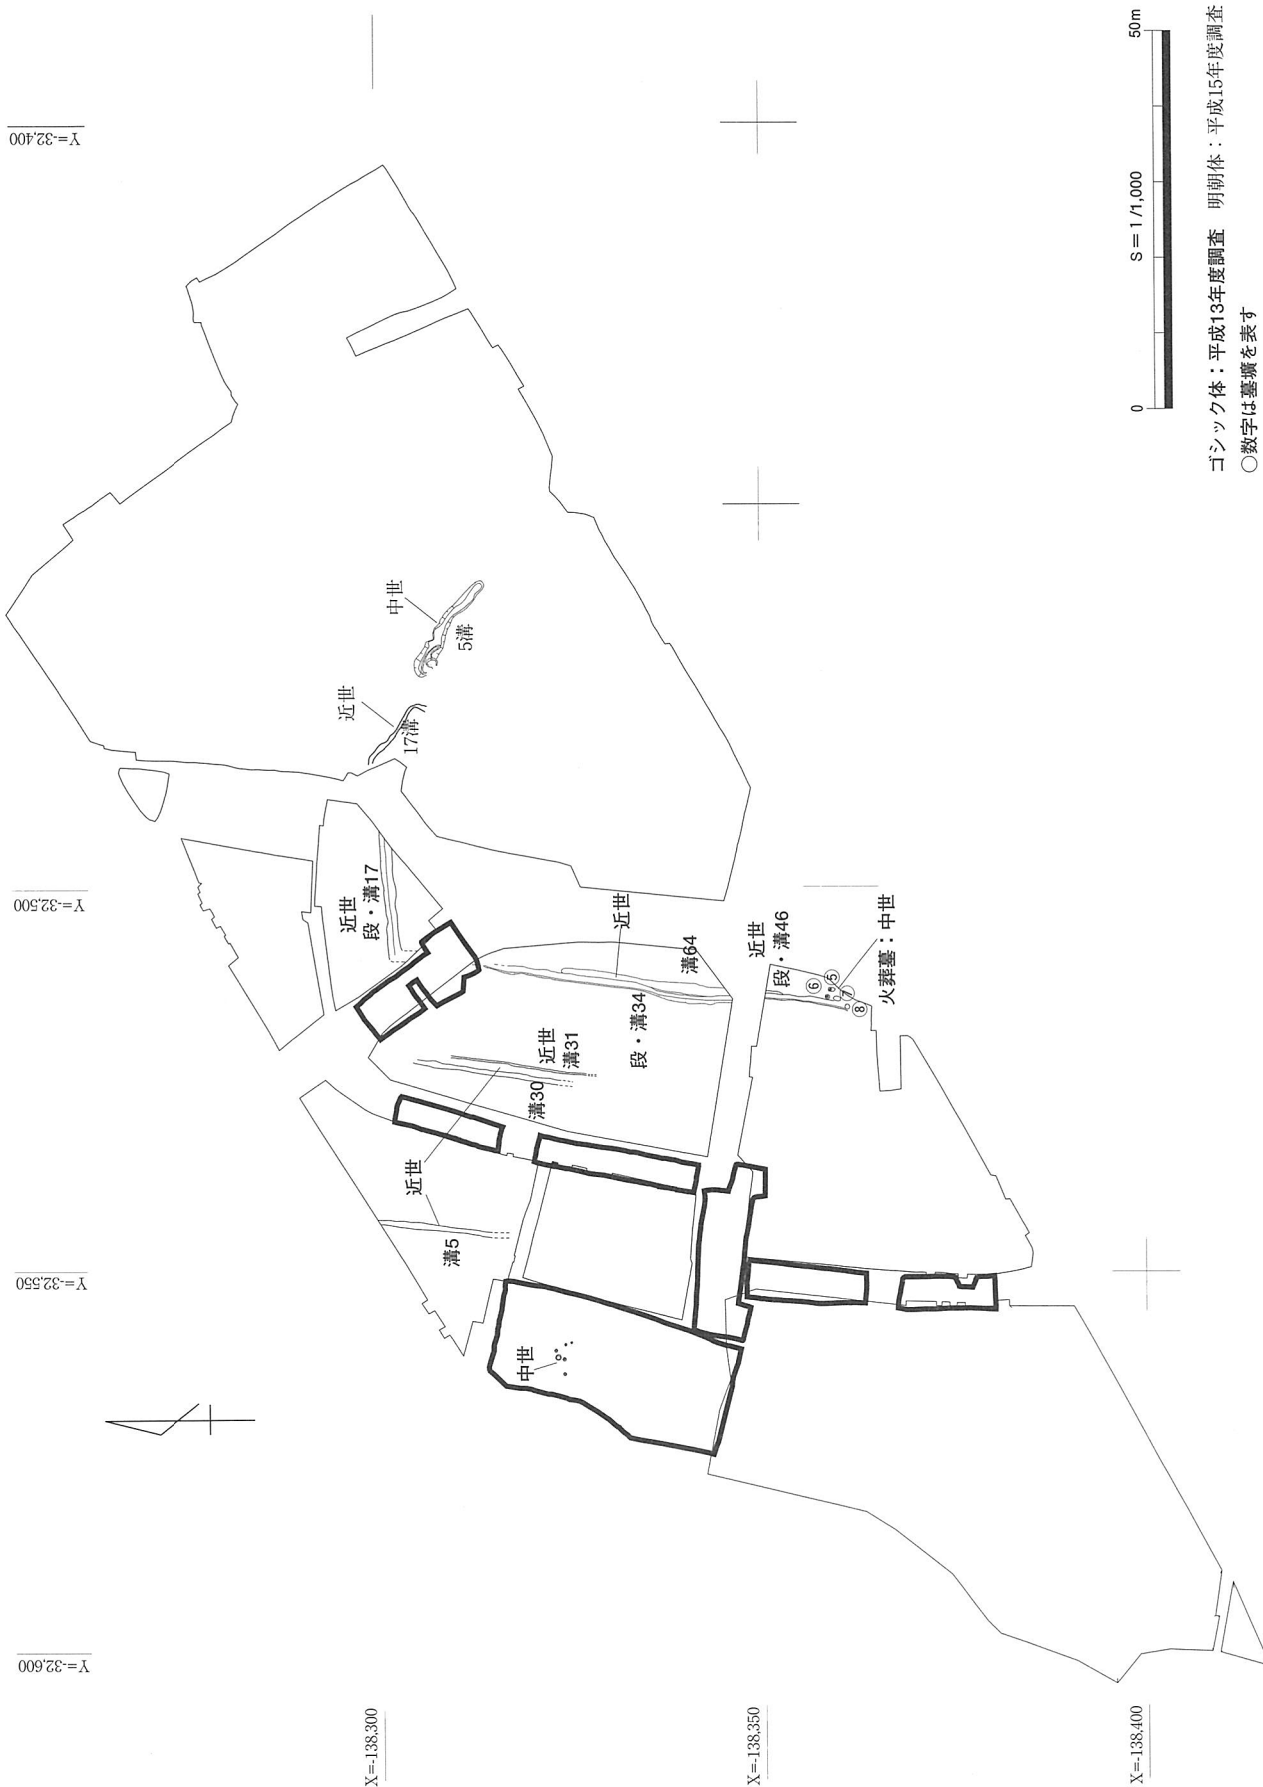 Y=-32,400
Y=-32,500
Y=-32,550
Y=-32,600
X=-138,300
X=-138,350
X=-138,400
中世
5溝
近世
17溝
近世
段・溝17
近世
溝64
段・溝34
近世
溝31
溝30
近世
溝5
中世
近世
段・溝46
⑥
⑤
⑦
⑧
火葬墓：中世
0
S＝1/1,000
50m
ゴシック体：平成13年度調査　明朝体：平成15年度調査
○数字は墓壙を表す